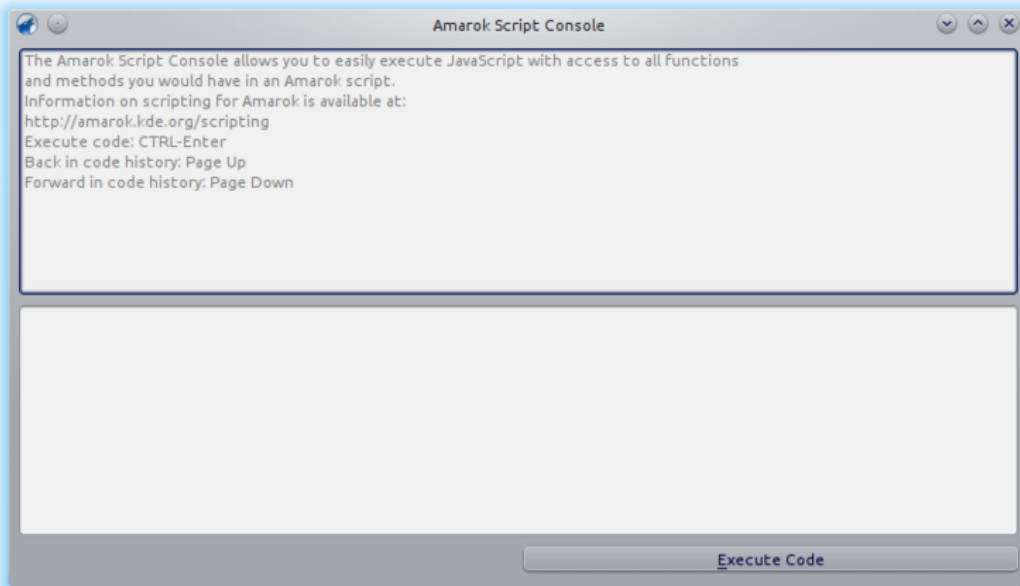 Amarok Script Console
The Amarok Script Console allows you to easily execute JavaScript with access to all functions
and methods you would have in an Amarok script.
Information on scripting for Amarok is available at:
http://amarok.kde.org/scripting
Execute code: CTRL-Enter
Back in code history: Page Up
Forward in code history: Page Down
Execute Code